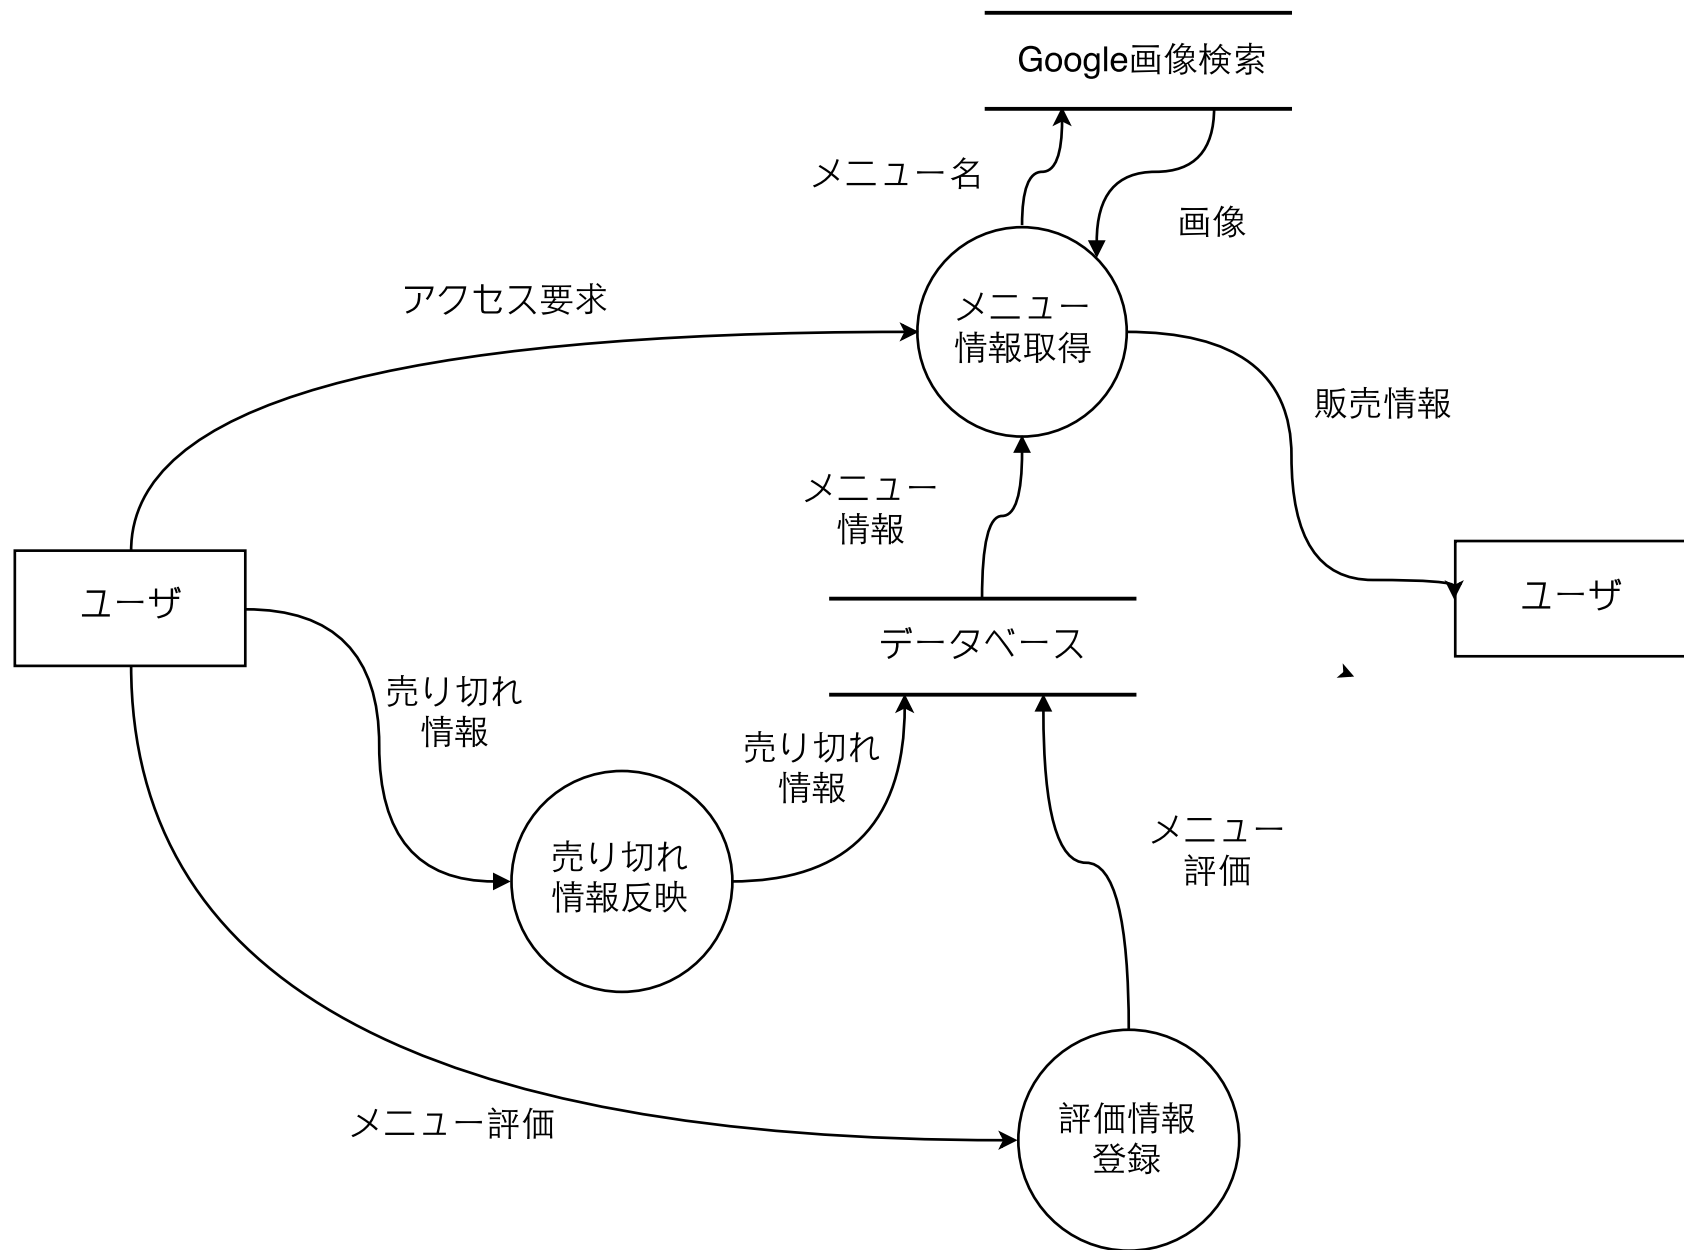 Google画像検索
メニュー名
画像
アクセス要求
メニュー
情報取得
販売情報
メニュー
情報
ユーザ
ユーザ
データベース
売り切れ
情報
売り切れ
情報
メニュー
評価
売り切れ
情報反映
メニュー評価
評価情報
登録